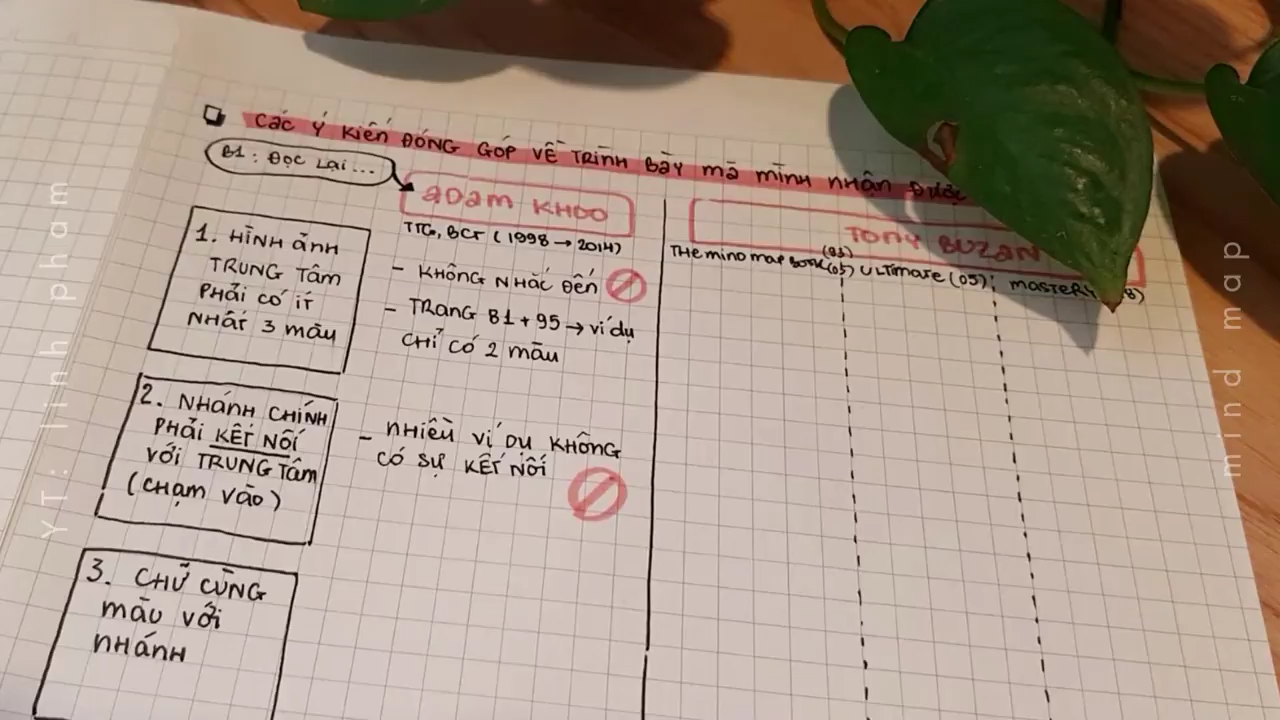 Các ý kiến đóng góp về trình bày mà mình nhận được
B1: Đọc lại...
ADAM KHOO
TTG, BCT (1998 → 2014)
TONY BUZAN
(03)
THE mind map book (05) ULTIMATE (05);
1. Hình ảnh
trung tâm
phải có ít
nhất 3 màu
- không nhắc đến
- Trang 81 + 95 → ví dụ
chỉ có 2 màu
2. Nhánh chính
phải kết nối
với trung tâm
(chạm vào)
- nhiều ví dụ không
có sự kết nối
3. Chữ cùng
màu với
nhánh
YT: linh pham
mind map